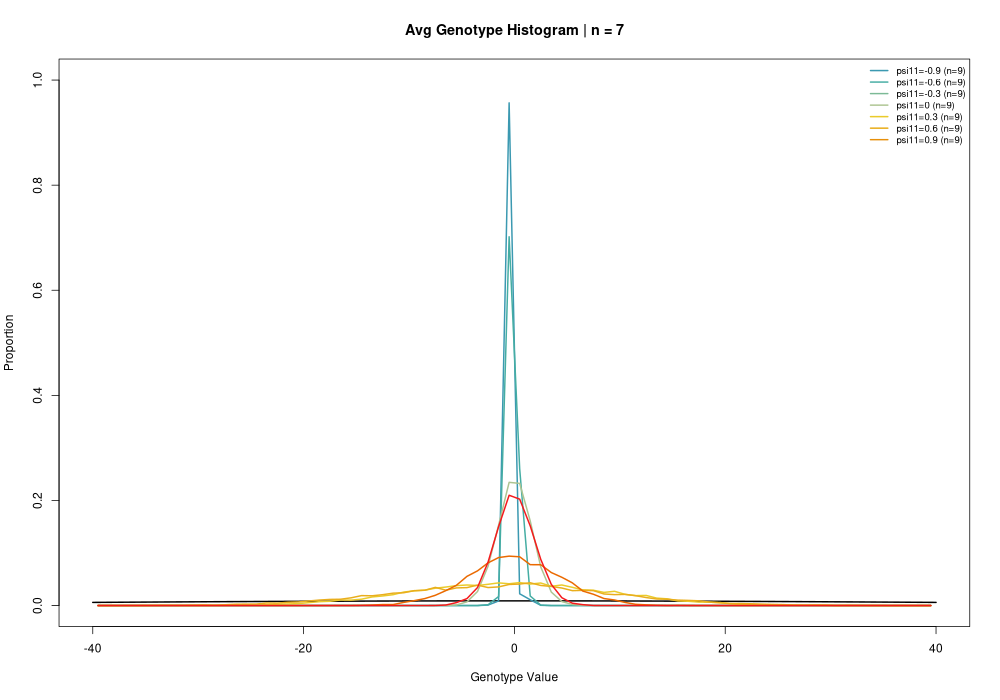 Avg Genotype Histogram | n = 7
psi11=-0.9 (n=9)
psi11=-0.6 (n=9)
psi11=-0.3 (n=9)
psi11=0 (n=9)
psi11=0.3 (n=9)
psi11=0.6 (n=9)
psi11=0.9 (n=9)
Proportion
1.0
0.8
0.6
0.4
0.2
0.0
-40 -20 0 20 40
Genotype Value